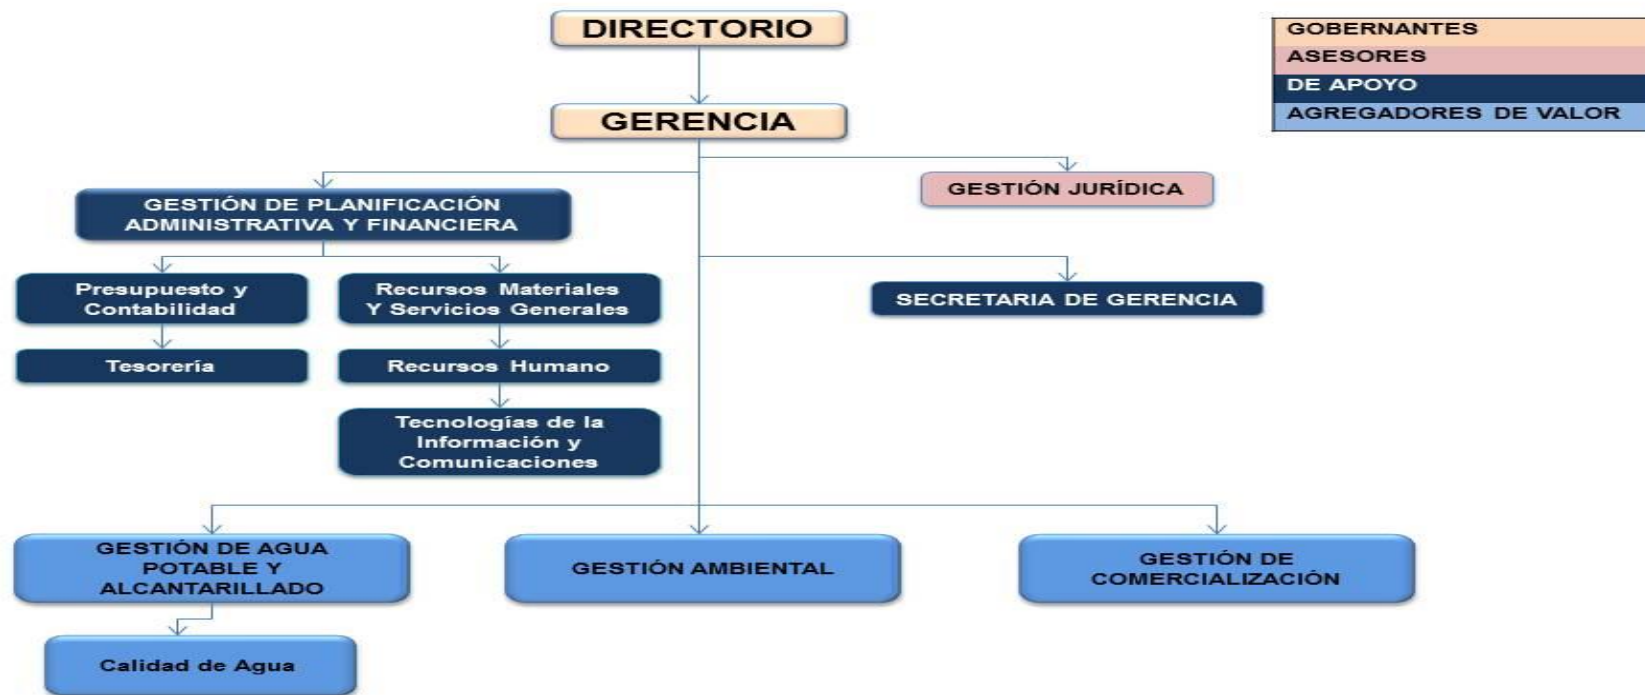 DIRECTORIO
GERENCIA
GOBERNANTES
ASESORES
DE APOYO
AGREGADORES DE VALOR
GESTIÓN JURÍDICA
GESTIÓN DE PLANIFICACIÓN
ADMINISTRATIVA Y FINANCIERA
SECRETARIA DE GERENCIA
Presupuesto y
Contabilidad
Recursos Materiales
Y Servicios Generales
Tesorería
Recursos Humano
Tecnologías de la
Información y
Comunicaciones
GESTIÓN DE AGUA
POTABLE Y
ALCANTARILLADO
GESTIÓN AMBIENTAL
GESTIÓN DE
COMERCIALIZACIÓN
Calidad de Agua